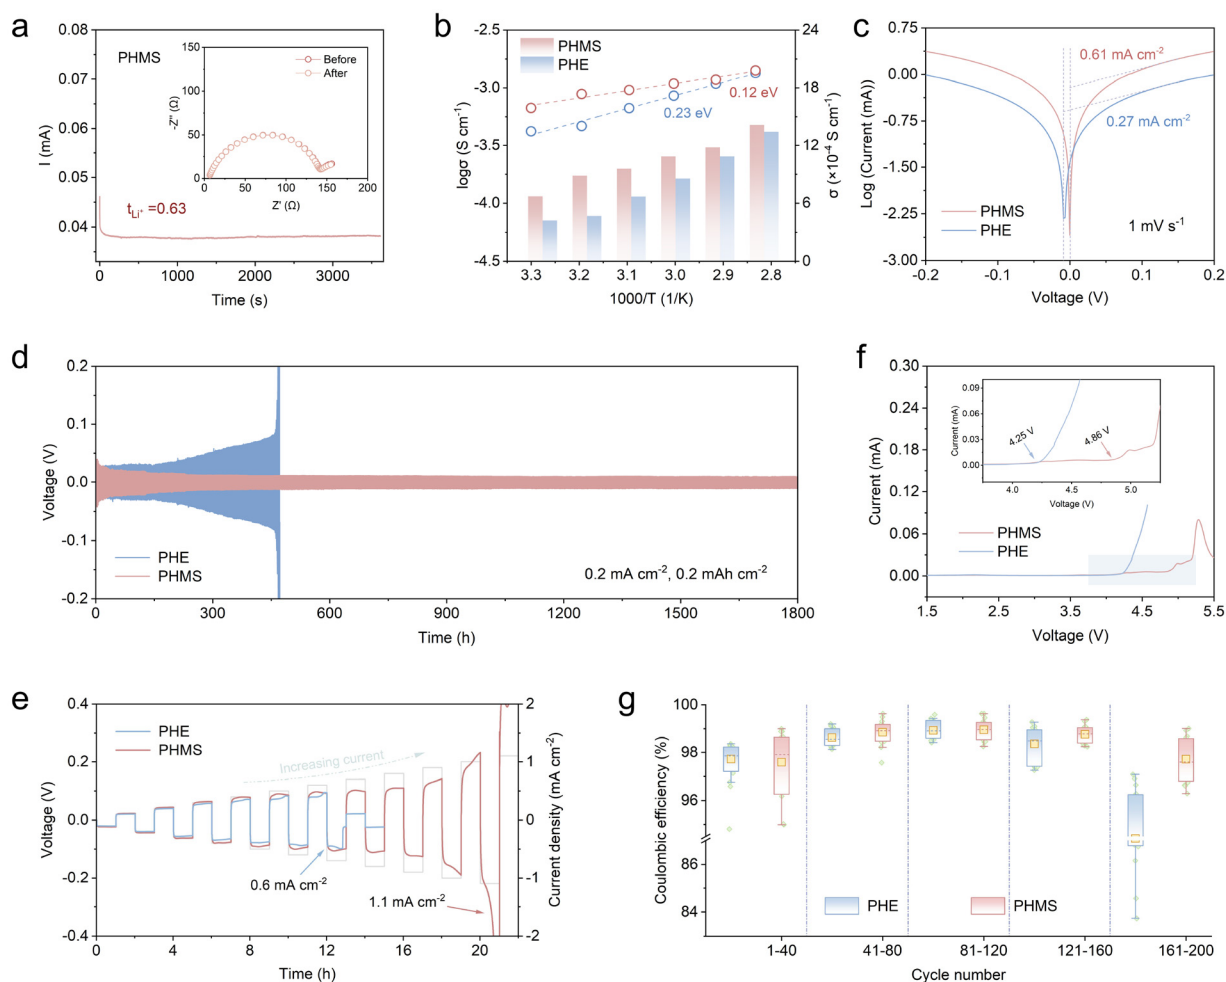 a
PHMS
I (mA)
0.08
0.07
0.06
0.05
0.04
-Z'' (Ω)
150
100
50
0
Before
After
0 50 100 150 200
Z' (Ω)
tLi⁺ =0.63
0 1000 2000 3000
Time (s)
b
logσ (S cm⁻¹)
-2.5
-3.0
-3.5
-4.0
-4.5
PHMS
PHE
0.12 eV
0.23 eV
24
18
12
6
0
σ (×10⁻⁴ S cm⁻¹)
3.3 3.2 3.1 3.0 2.9 2.8
1000/T (1/K)
c
Log (Current (mA))
0.75
0.00
-0.75
-1.50
-2.25
-3.00
0.61 mA cm⁻²
0.27 mA cm⁻²
PHMS
PHE
1 mV s⁻¹
-0.2 -0.1 0.0 0.1 0.2
Voltage (V)
d
Voltage (V)
0.2
0.1
0.0
-0.1
-0.2
PHE
PHMS
0.2 mA cm⁻², 0.2 mAh cm⁻²
0 300 600 900 1200 1500 1800
Time (h)
f
Current (mA)
0.30
0.24
0.18
0.12
0.06
0.00
Current (mA)
0.09
0.06
0.03
0.00
4.25 V
4.86 V
4.0 4.5 5.0
Voltage (V)
PHMS
PHE
1.5 2.5 3.5 4.5 5.5
Voltage (V)
e
Voltage (V)
0.4
0.2
0.0
-0.2
-0.4
PHE
PHMS
Increasing current
0.6 mA cm⁻²
1.1 mA cm⁻²
2
1
0
-1
-2
Current density (mA cm⁻²)
0 4 8 12 16 20
Time (h)
g
Coulombic efficiency (%)
100
98
96
86
84
PHE
PHMS
1-40 41-80 81-120 121-160 161-200
Cycle number